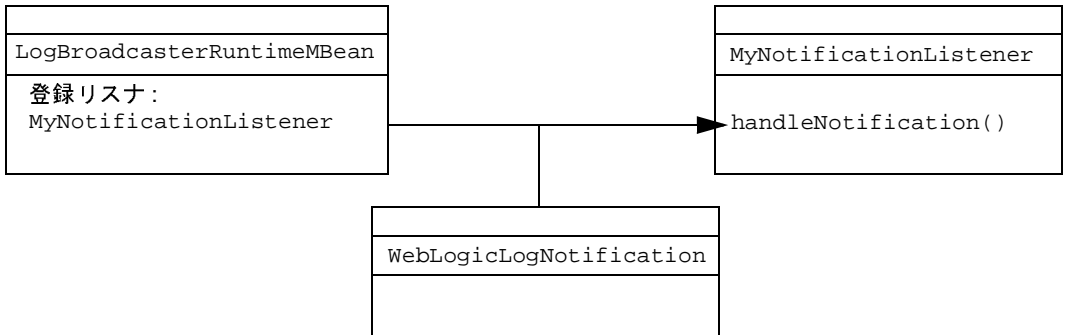 LogBroadcasterRuntimeMBean
登録リスナ:
MyNotificationListener
MyNotificationListener
handleNotification()
WebLogicLogNotification